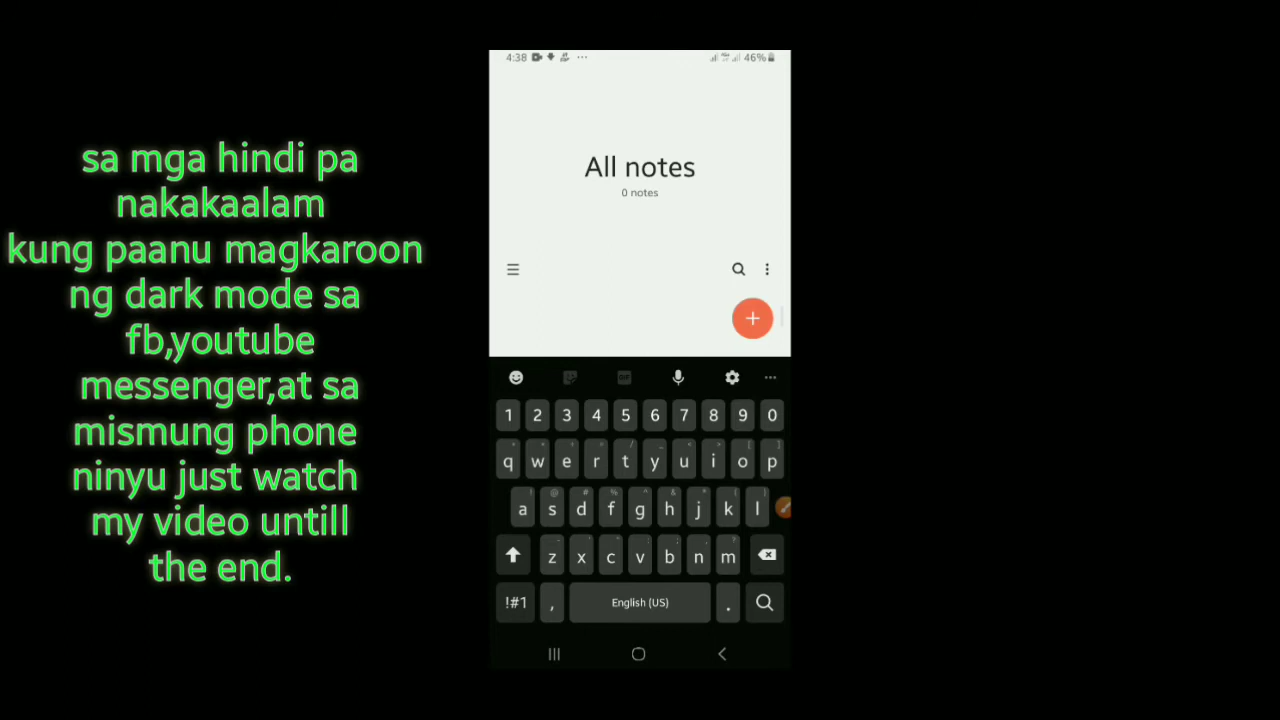 sa mga hindi pa
nakakaalam
kung paanu magkaroon
ng dark mode sa
fb,youtube
messenger,at sa
mismung phone
ninyu just watch
my video untill
the end.
4:38 46%
All notes
0 notes
GIF
1 2 3 4 5 6 7 8 9 0
q w e r t y u i o p
a s d f g h j k l
z x c v b n m
!#1 , English (US) .